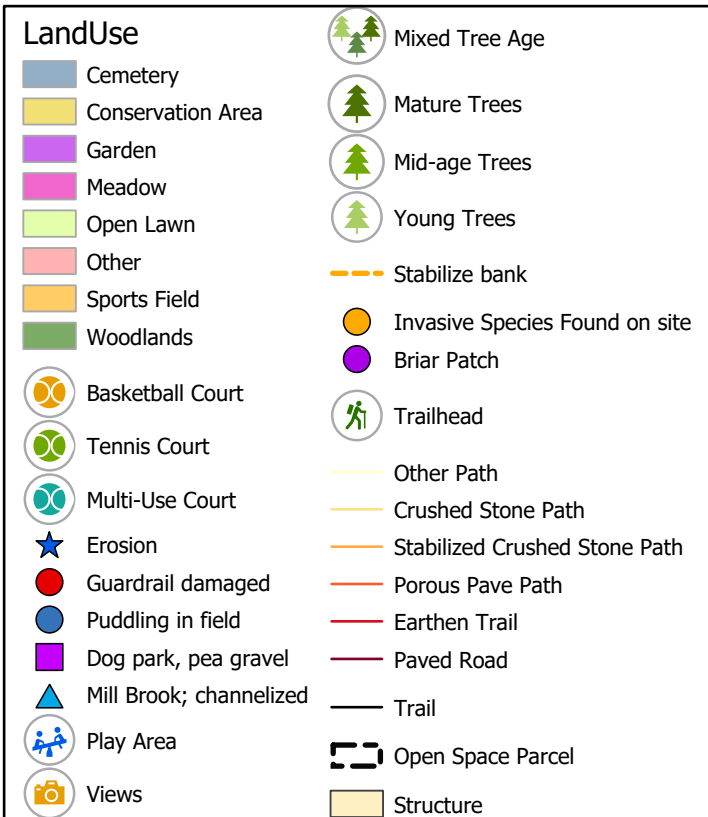 LandUse
Cemetery
Conservation Area
Garden
Meadow
Open Lawn
Other
Sports Field
Woodlands
Basketball Court
Tennis Court
Multi-Use Court
Erosion
Guardrail damaged
Puddling in field
Dog park, pea gravel
Mill Brook; channelized
Play Area
Views
Mixed Tree Age
Mature Trees
Mid-age Trees
Young Trees
Stabilize bank
Invasive Species Found on site
Briar Patch
Trailhead
Other Path
Crushed Stone Path
Stabilized Crushed Stone Path
Porous Pave Path
Earthen Trail
Paved Road
Trail
Open Space Parcel
Structure